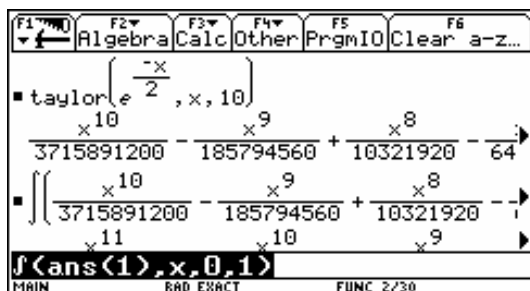 F1 F2 F3 F4 F5 F6
Algebra Calc Other PrgmIO Clear a-z…
taylor(e^(-x/2), x, 10)
x^10/3715891200 - x^9/185794560 + x^8/10321920 - /64
∫((x^10/3715891200 - x^9/185794560 + x^8/10321920 -
x^11 x^10 x^9
∫(ans(1),x,0,1)
MAIN RAD EXACT FUNC 2/30